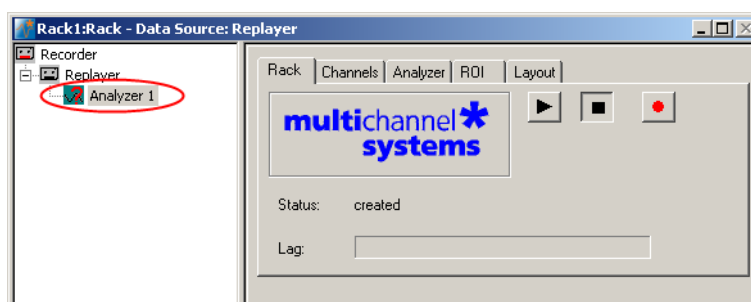 Rack1:Rack - Data Source: Replayer
Recorder
Replayer
Analyzer 1
Rack Channels Analyzer ROI Layout
multichannel
systems
Status: created
Lag: